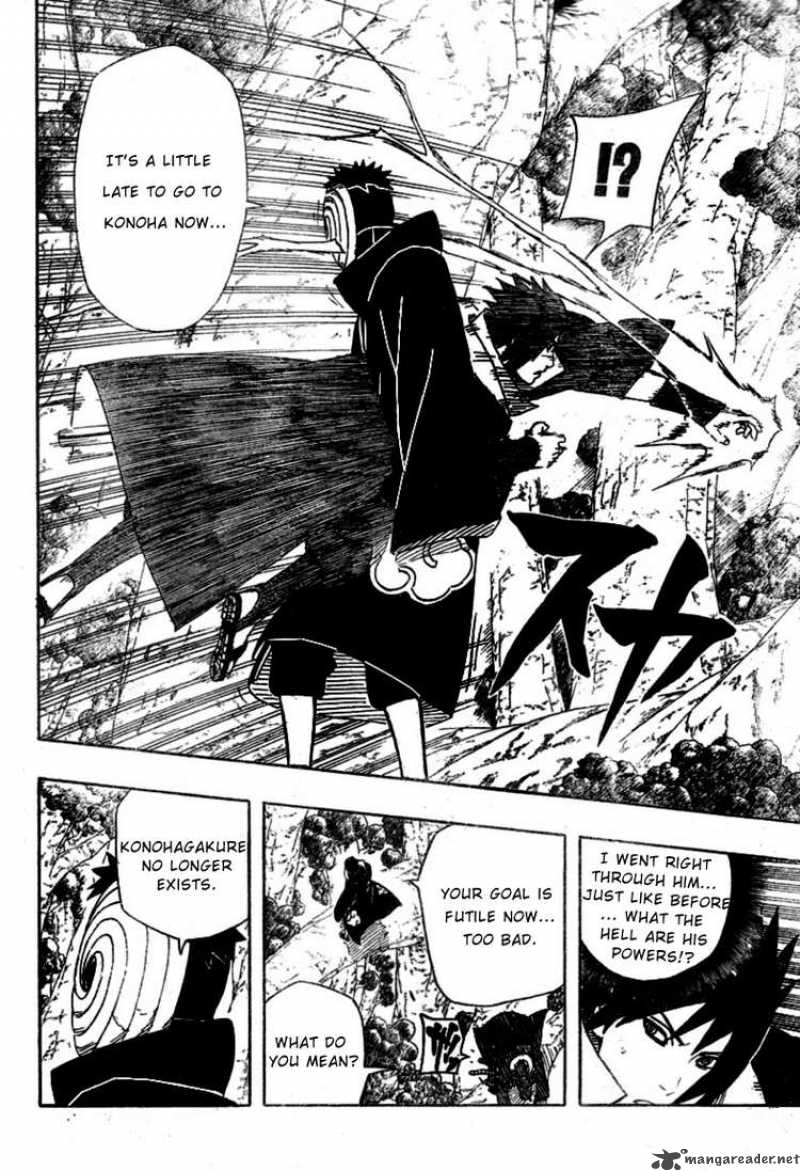 !?
IT'S A LITTLE
LATE TO GO TO
KONOHA NOW...
スカ
I WENT RIGHT
THROUGH HIM...
JUST LIKE BEFORE
... WHAT THE
HELL ARE HIS
POWERS!?
YOUR GOAL IS
FUTILE NOW...
TOO BAD.
WHAT DO
YOU MEAN?
KONOHAGAKURE
NO LONGER
EXISTS.
mangareader.net